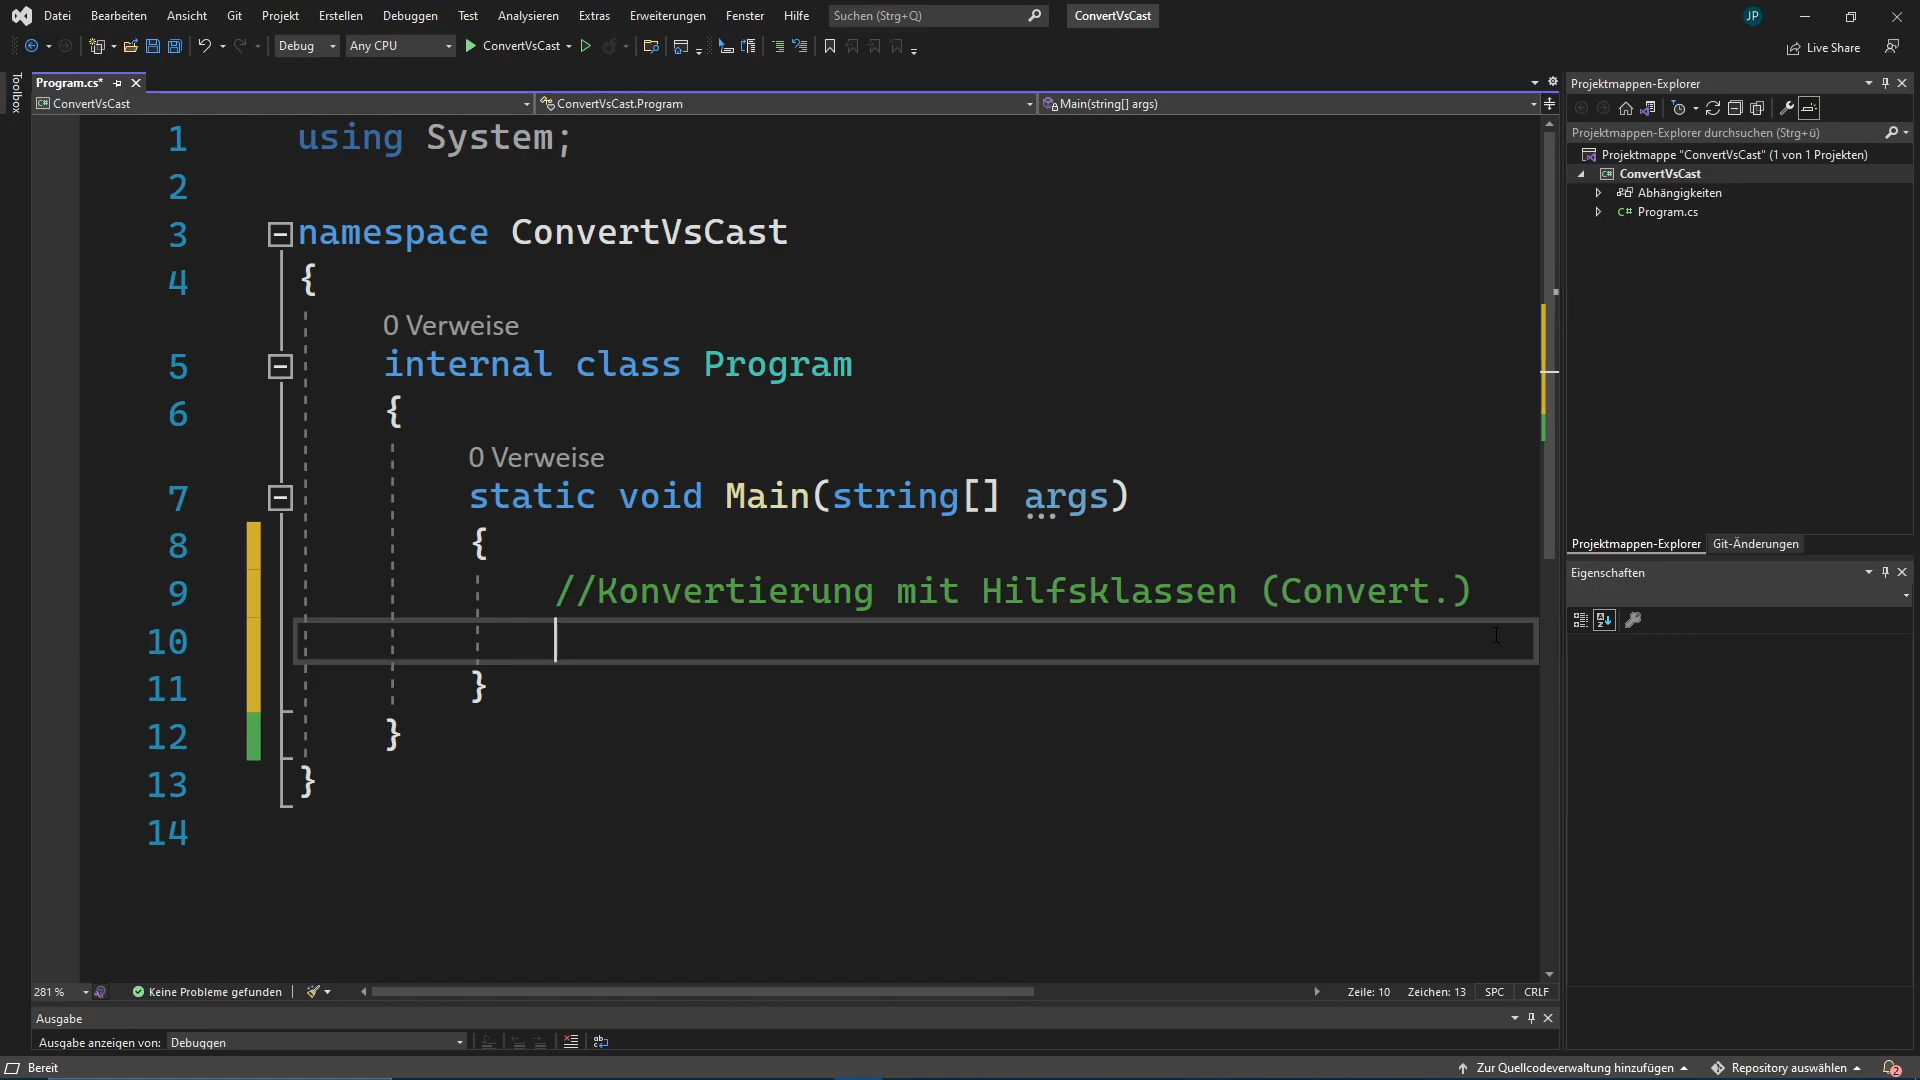 Datei Bearbeiten Ansicht Git Projekt Erstellen Debuggen Test Analysieren Extras Erweiterungen Fenster Hilfe Suchen (Strg+Q) ConvertVsCast JP
Debug Any CPU ConvertVsCast Live Share
Toolbox
Program.cs*
ConvertVsCast ConvertVsCast.Program Main(string[] args)
1 using System;
2
3 namespace ConvertVsCast
4 {
0 Verweise
5 internal class Program
6 {
0 Verweise
7 static void Main(string[] args)
8 {
9 //Konvertierung mit Hilfsklassen (Convert.)
10
11 }
12 }
13 }
14
281 % Keine Probleme gefunden Zeile: 10 Zeichen: 13 SPC CRLF
Ausgabe
Ausgabe anzeigen von: Debuggen
Projektmappen-Explorer
Projektmappen-Explorer durchsuchen (Strg+ü)
Projektmappe "ConvertVsCast" (1 von 1 Projekten)
C# ConvertVsCast
Abhängigkeiten
C# Program.cs
Projektmappen-Explorer Git-Änderungen
Eigenschaften
Bereit Zur Quellcodeverwaltung hinzufügen Repository auswählen 2